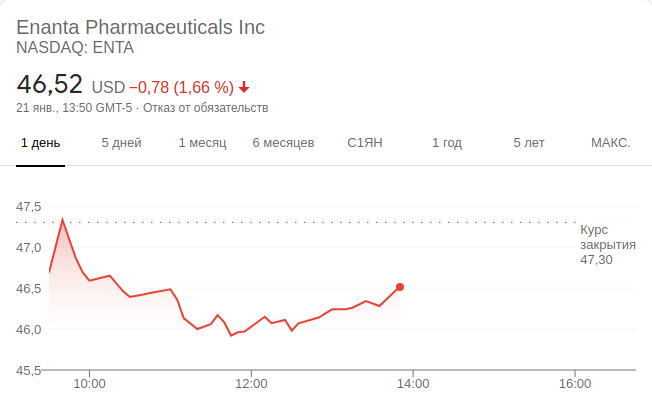 Enanta Pharmaceuticals Inc
NASDAQ: ENTA
46,52 USD −0,78 (1,66 %)
21 янв., 13:50 GMT-5 · Отказ от обязательств
1 день 5 дней 1 месяц 6 месяцев С1ЯН 1 год 5 лет МАКС.
47,5
Курс
закрытия
47,30
47,0
46,5
46,0
45,5
10:00 12:00 14:00 16:00